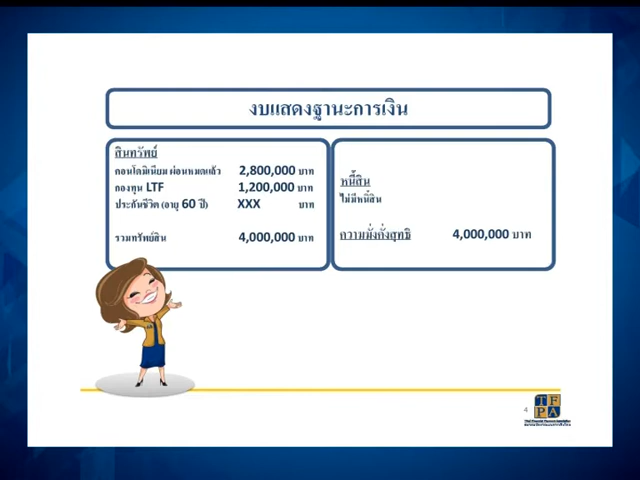 งบแสดงฐานะการเงิน
สินทรัพย์
คอนโดมิเนียม ผ่อนหมดแล้ว 2,800,000 บาท
กองทุน LTF 1,200,000 บาท
ประกันชีวิต (อายุ 60 ปี) XXX บาท
รวมทรัพย์สิน 4,000,000 บาท
หนี้สิน
ไม่มีหนี้สิน
ความมั่งคั่งสุทธิ 4,000,000 บาท
4
TF
PA